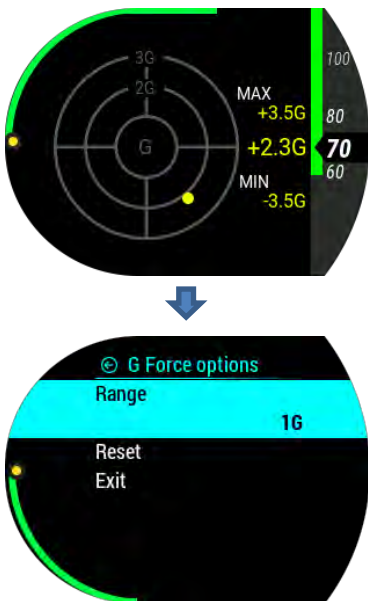 3G
2G
G
MAX
+3.5G
+2.3G
MIN
-3.5G
100
80
70
60
G Force options
Range
1G
Reset
Exit